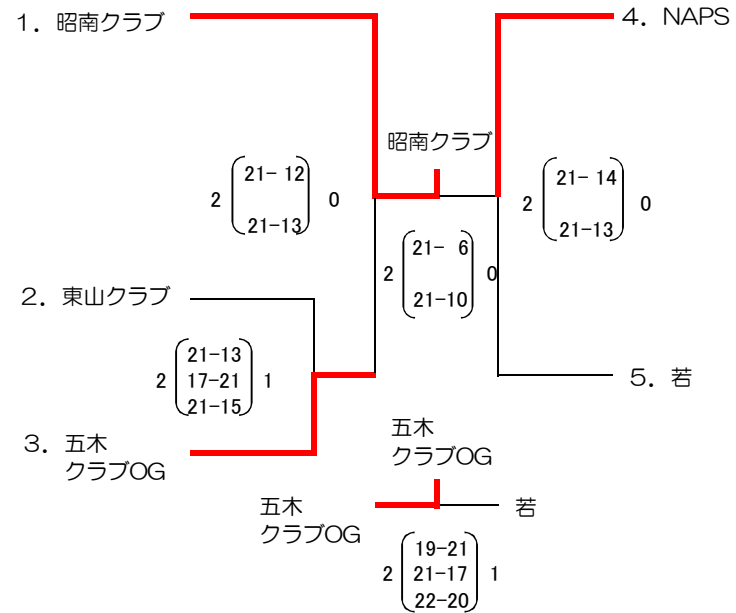 1．昭南クラブ
4．NAPS
昭南クラブ
2 21- 12 0
21-13
2 21- 14 0
21-13
2 21- 6 0
21-10
2．東山クラブ
21-13
2 17-21 1
21-15
5．若
3．五木
クラブOG
五木
クラブOG
五木
クラブOG
若
19-21
2 21-17 1
22-20